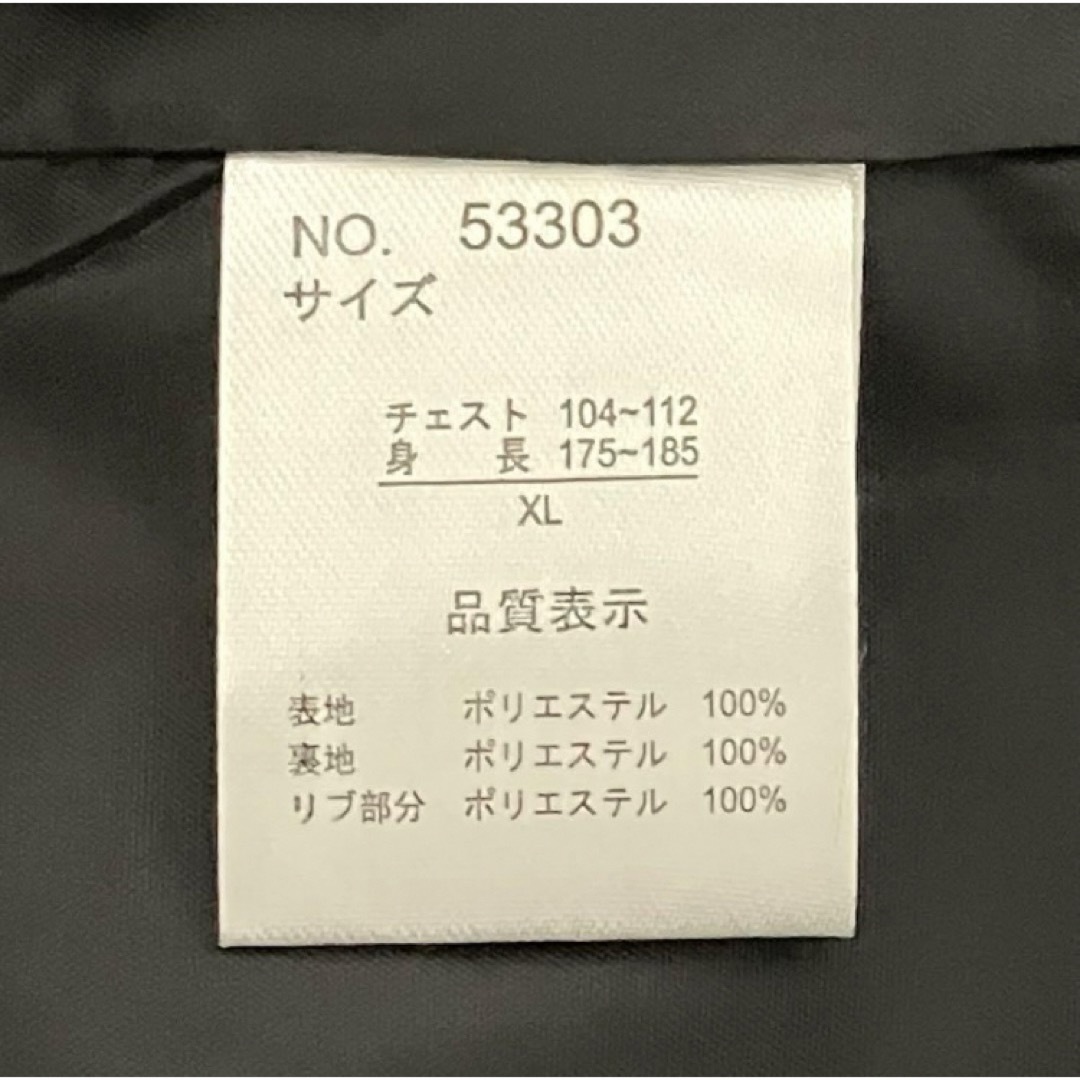 NO. 53303
サイズ
チェスト 104~112
身 長 175~185
XL
品質表示
表地 ポリエステル 100%
裏地 ポリエステル 100%
リブ部分 ポリエステル 100%